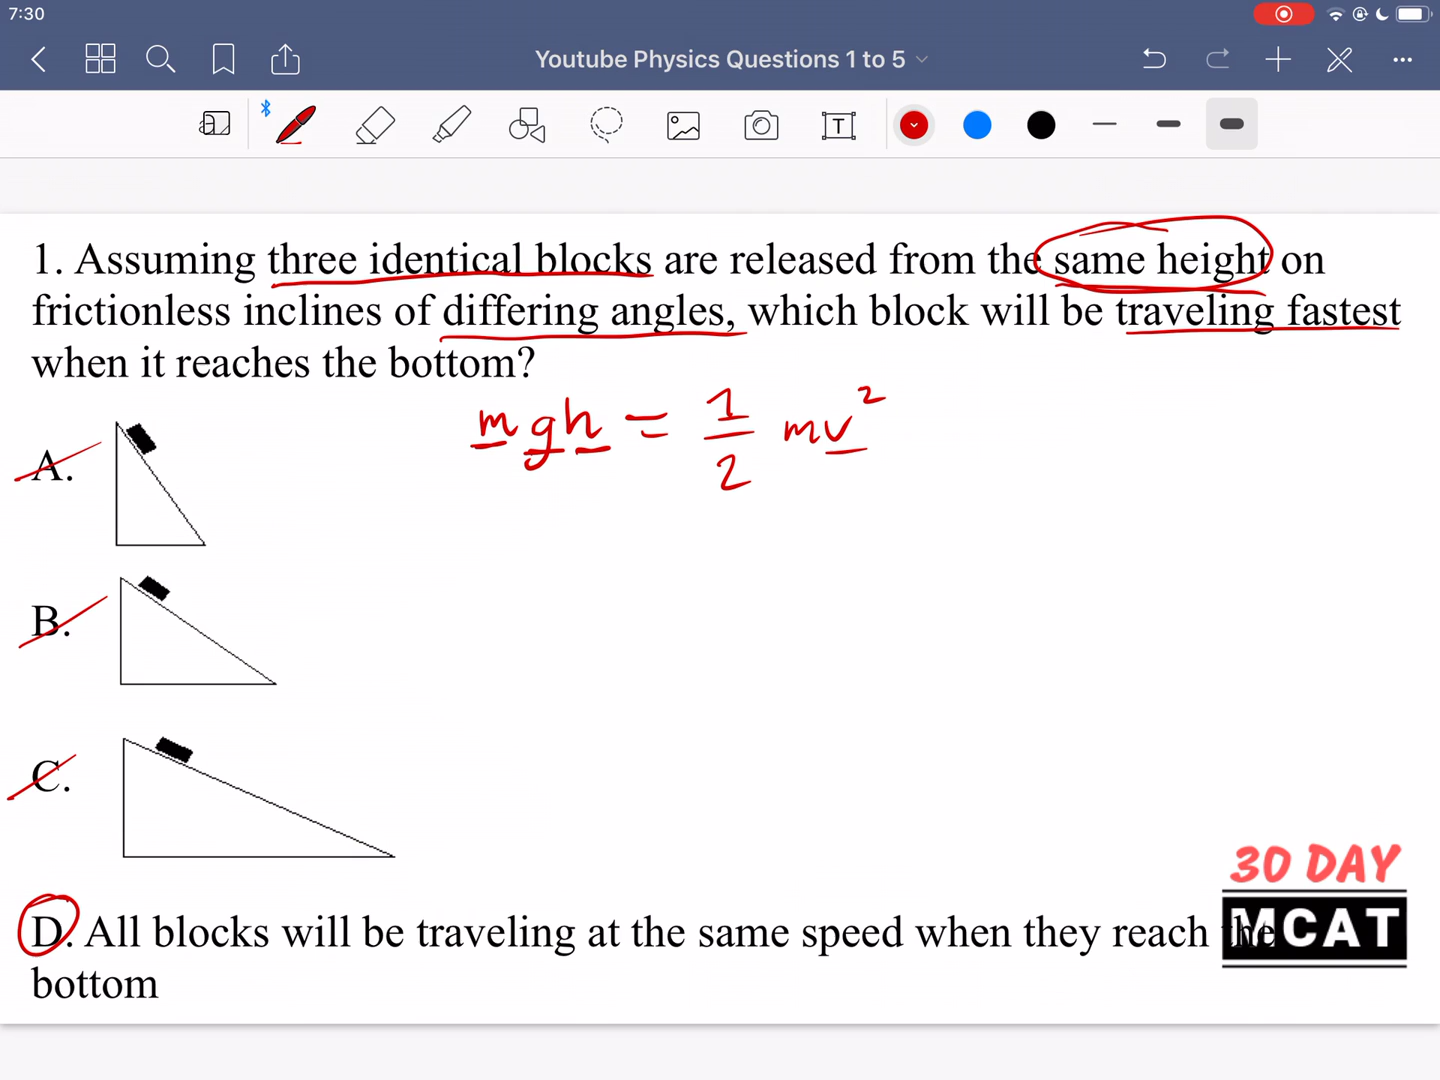 7:30
Youtube Physics Questions 1 to 5
T
1. Assuming three identical blocks are released from the same height on
frictionless inclines of differing angles, which block will be traveling fastest
when it reaches the bottom?
mgh = 1/2 mv²
A.
B.
C.
30 DAY
MCAT
D. All blocks will be traveling at the same speed when they reach the
bottom